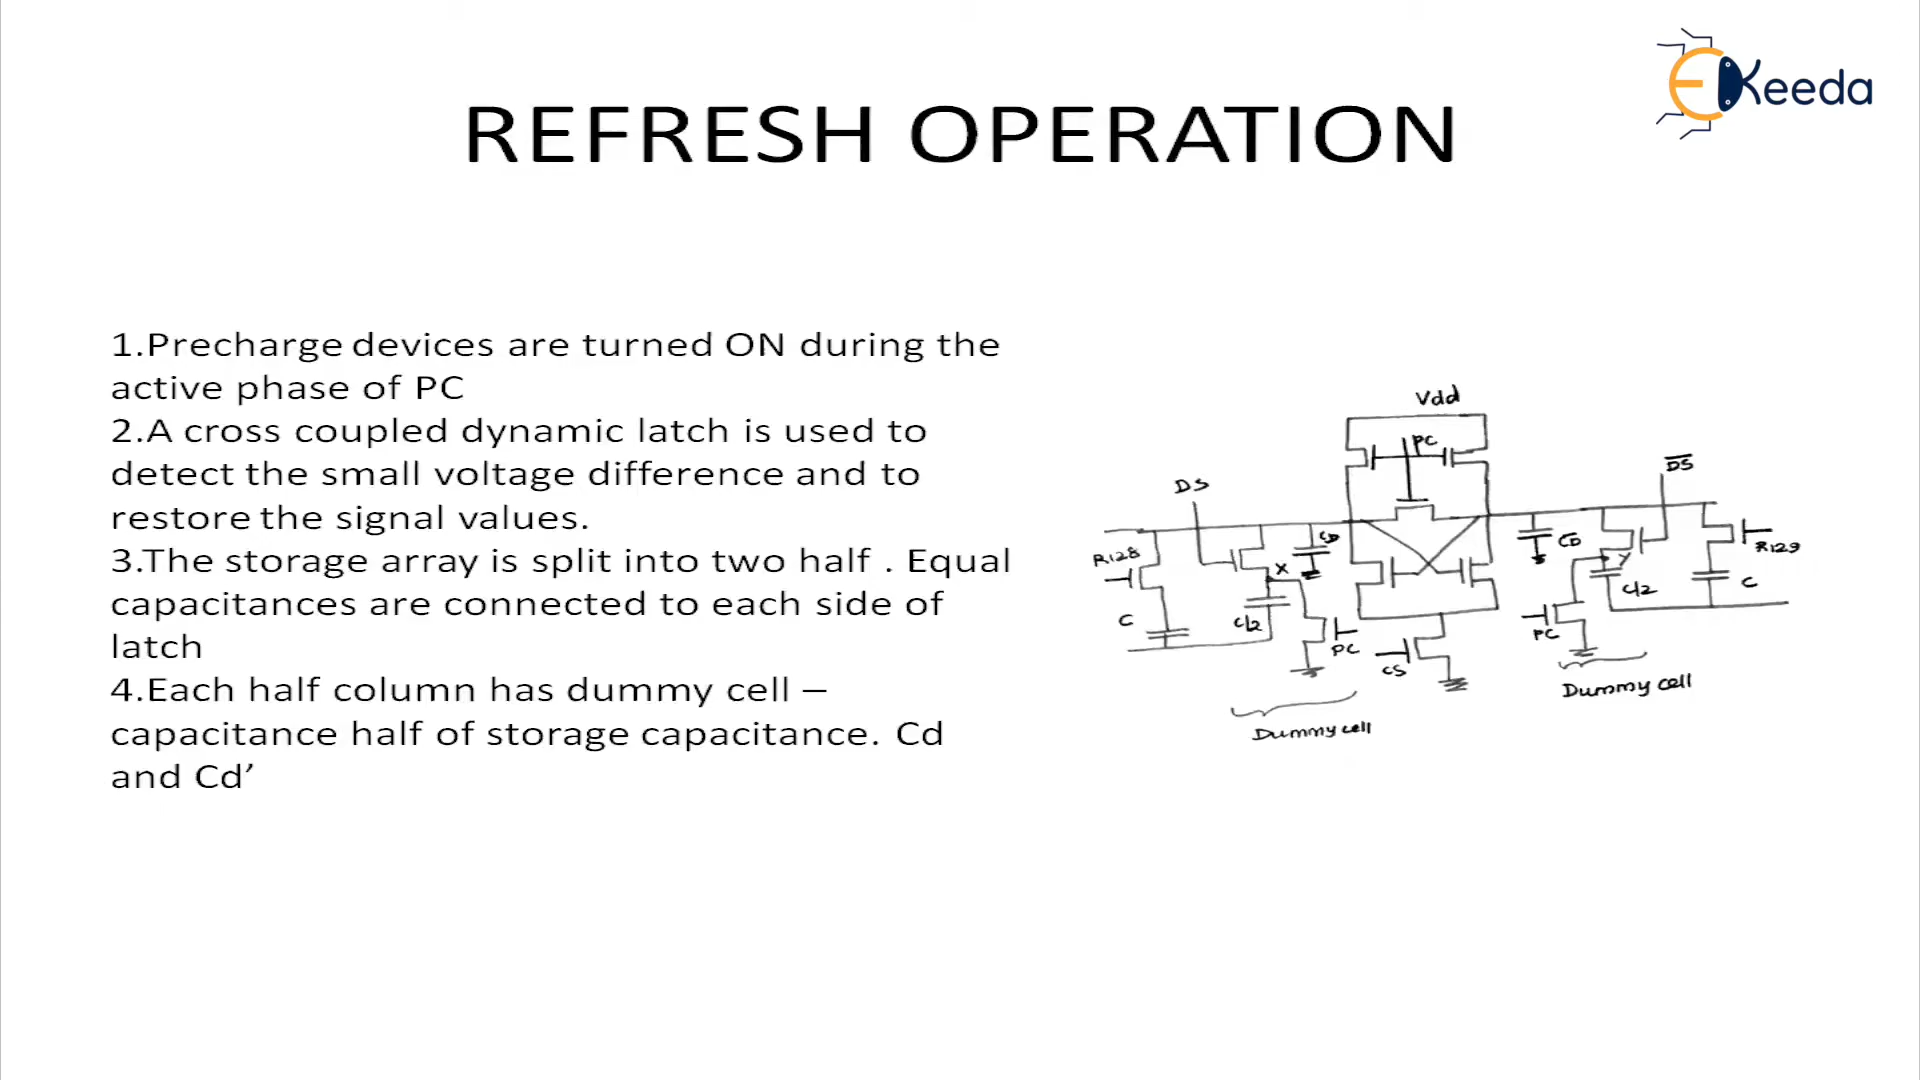 EKeeda
REFRESH OPERATION
1.Precharge devices are turned ON during the
active phase of PC
2.A cross coupled dynamic latch is used to
detect the small voltage difference and to
restore the signal values.
3.The storage array is split into two half . Equal
capacitances are connected to each side of
latch
4.Each half column has dummy cell –
capacitance half of storage capacitance. Cd
and Cd’
Vdd
PC
DS
D̅S̅
R128
CD
CD
R129
X
Y
C
C/2
C/2
C
PC
CS
PC
Dummy cell
Dummy cell